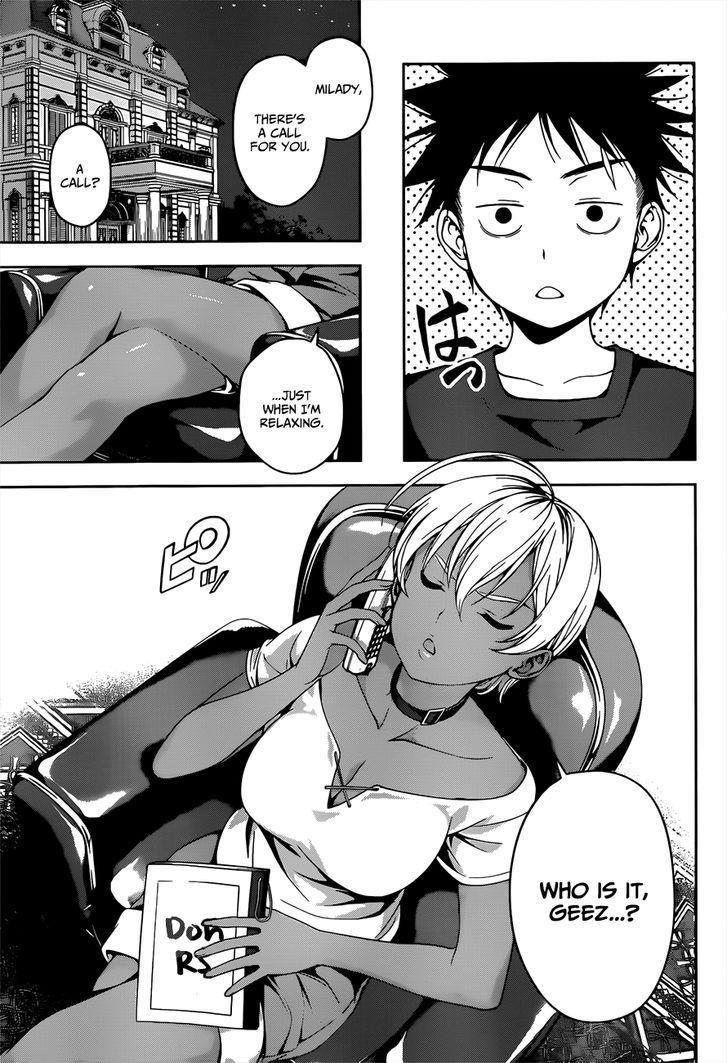 はっ
MILADY,
THERE'S
A CALL
FOR YOU.
A
CALL?
...JUST
WHEN I'M
RELAXING.
ピッ
WHO IS IT,
GEEZ...?
Don